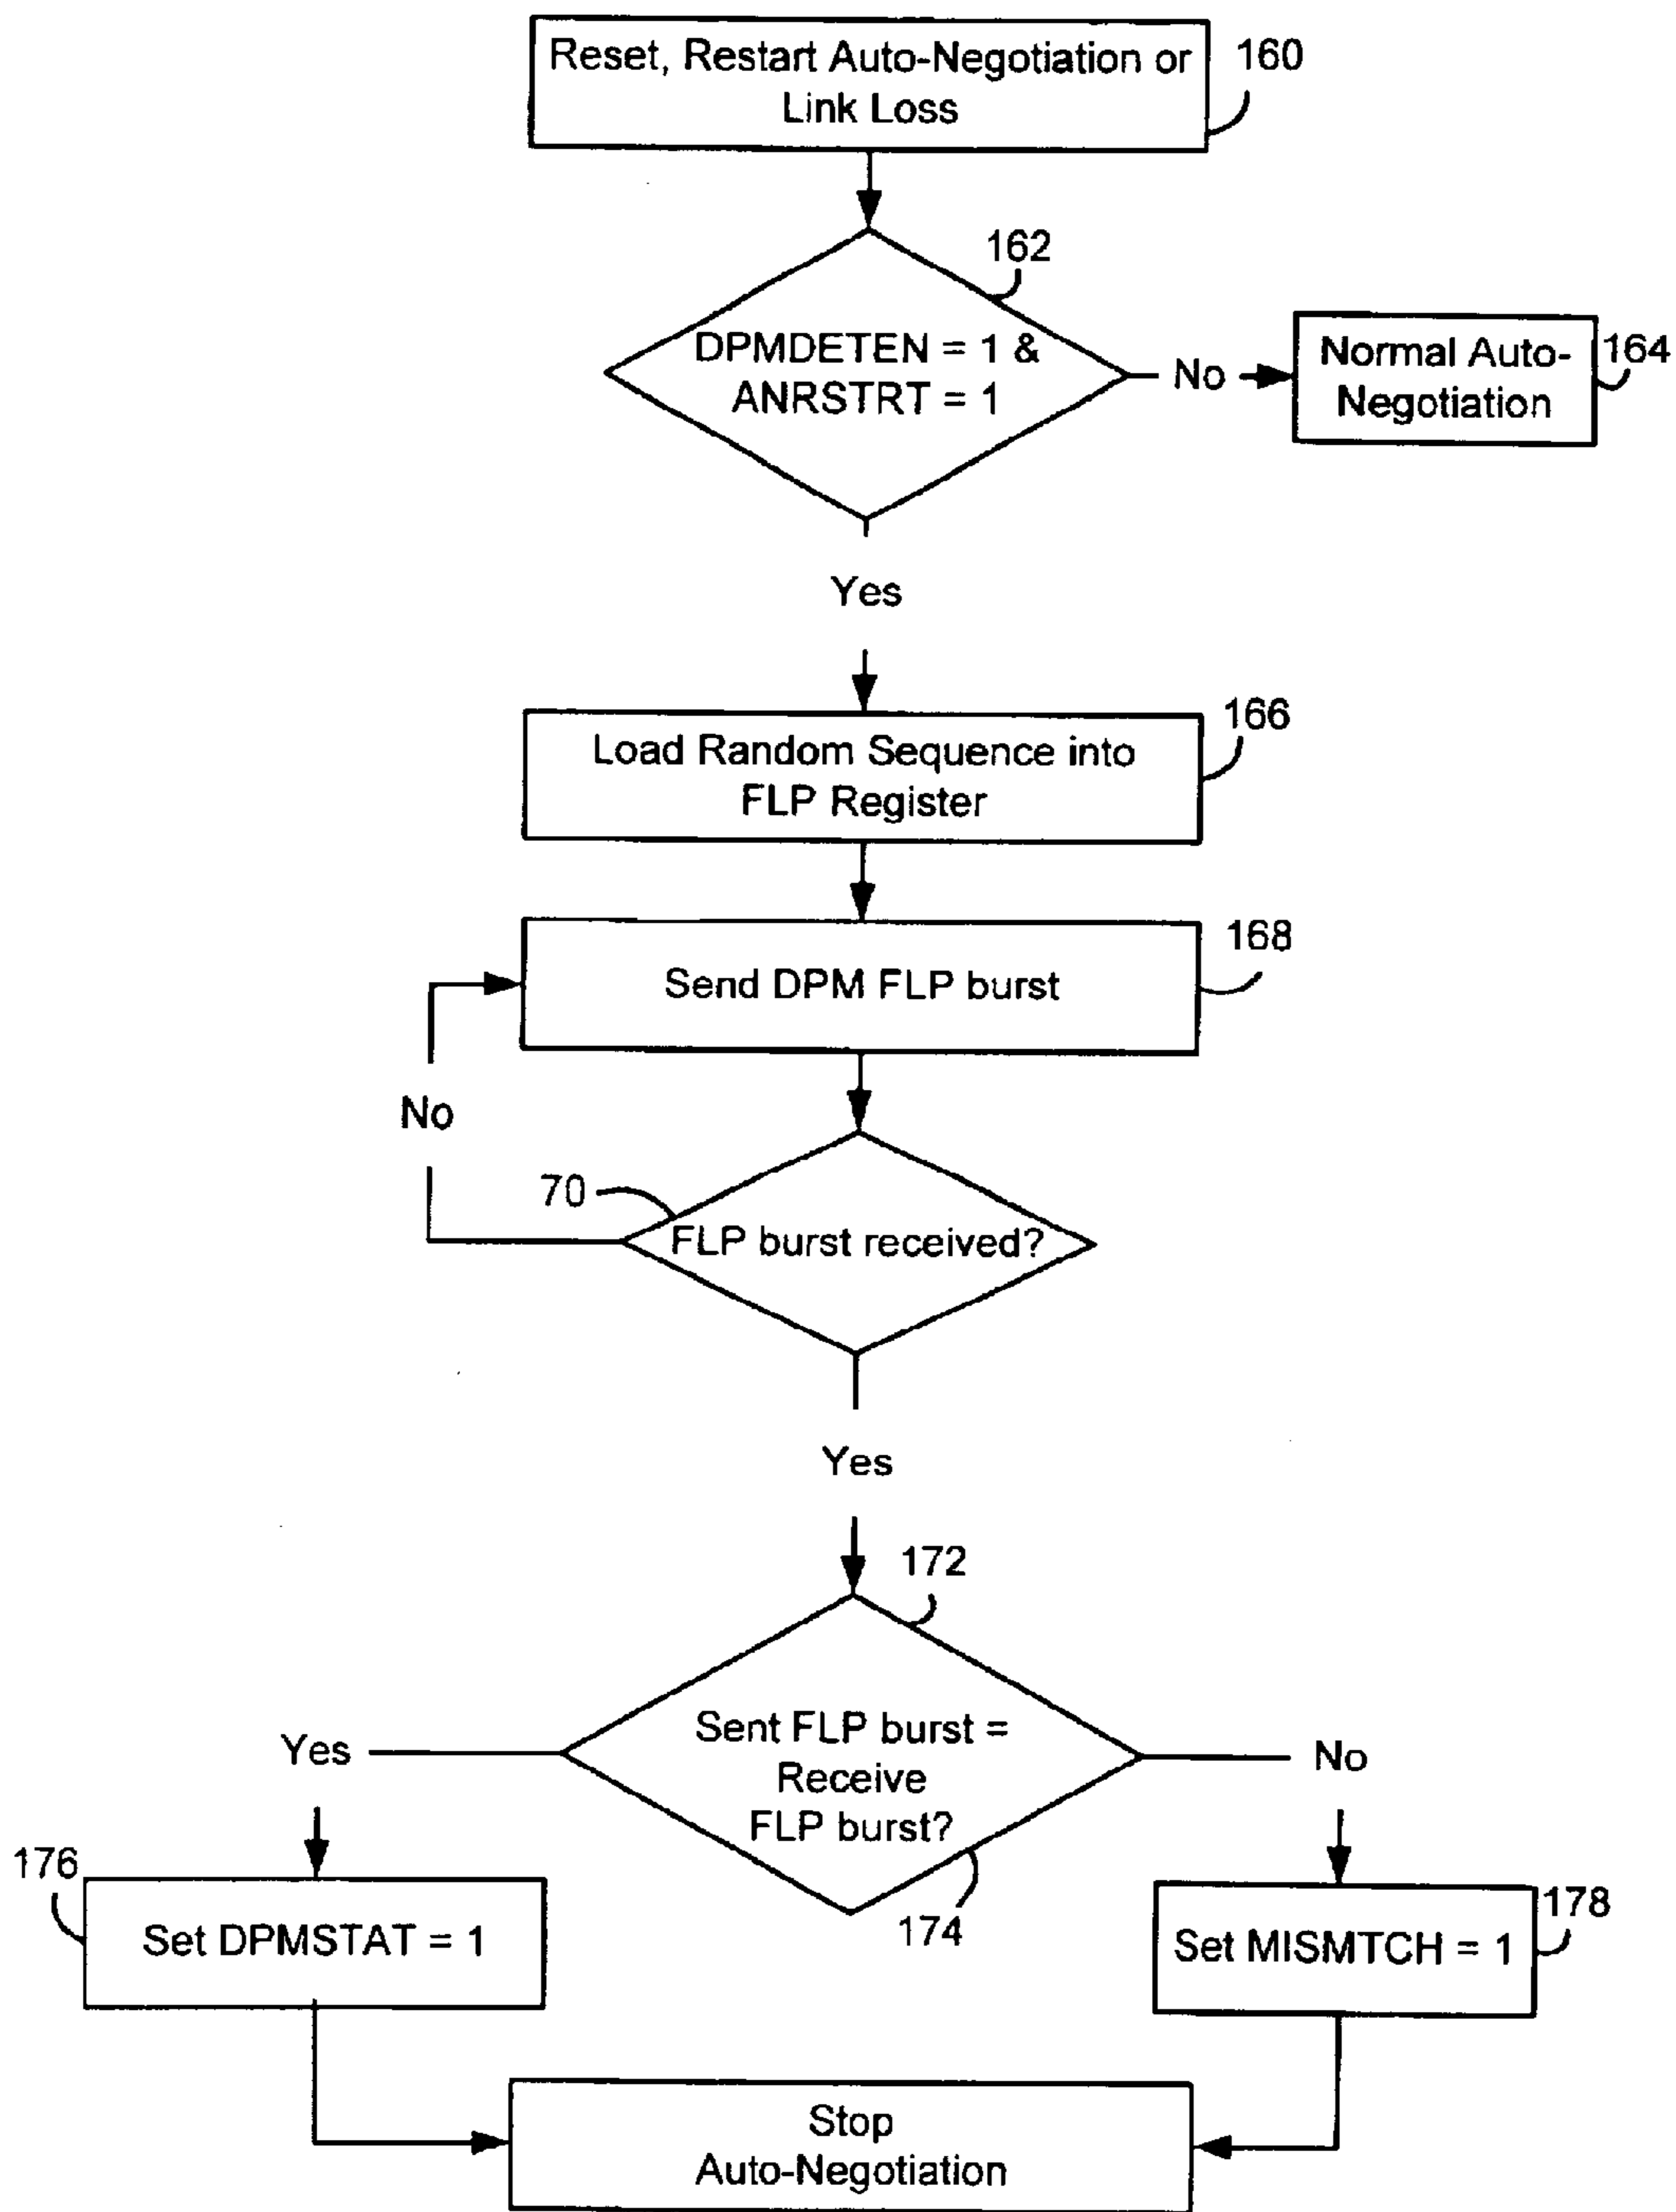 Reset, Restart Auto-Negotiation or
Link Loss
160
162
DPMDETEN = 1 &
ANRSTRT = 1
No
Normal Auto-
Negotiation
164
Yes
Load Random Sequence into
FLP Register
166
Send DPM FLP burst
168
No
70
FLP burst received?
Yes
172
Sent FLP burst =
Receive
FLP burst?
174
Yes
No
176
Set DPMSTAT = 1
Set MISMTCH = 1
178
Stop
Auto-Negotiation